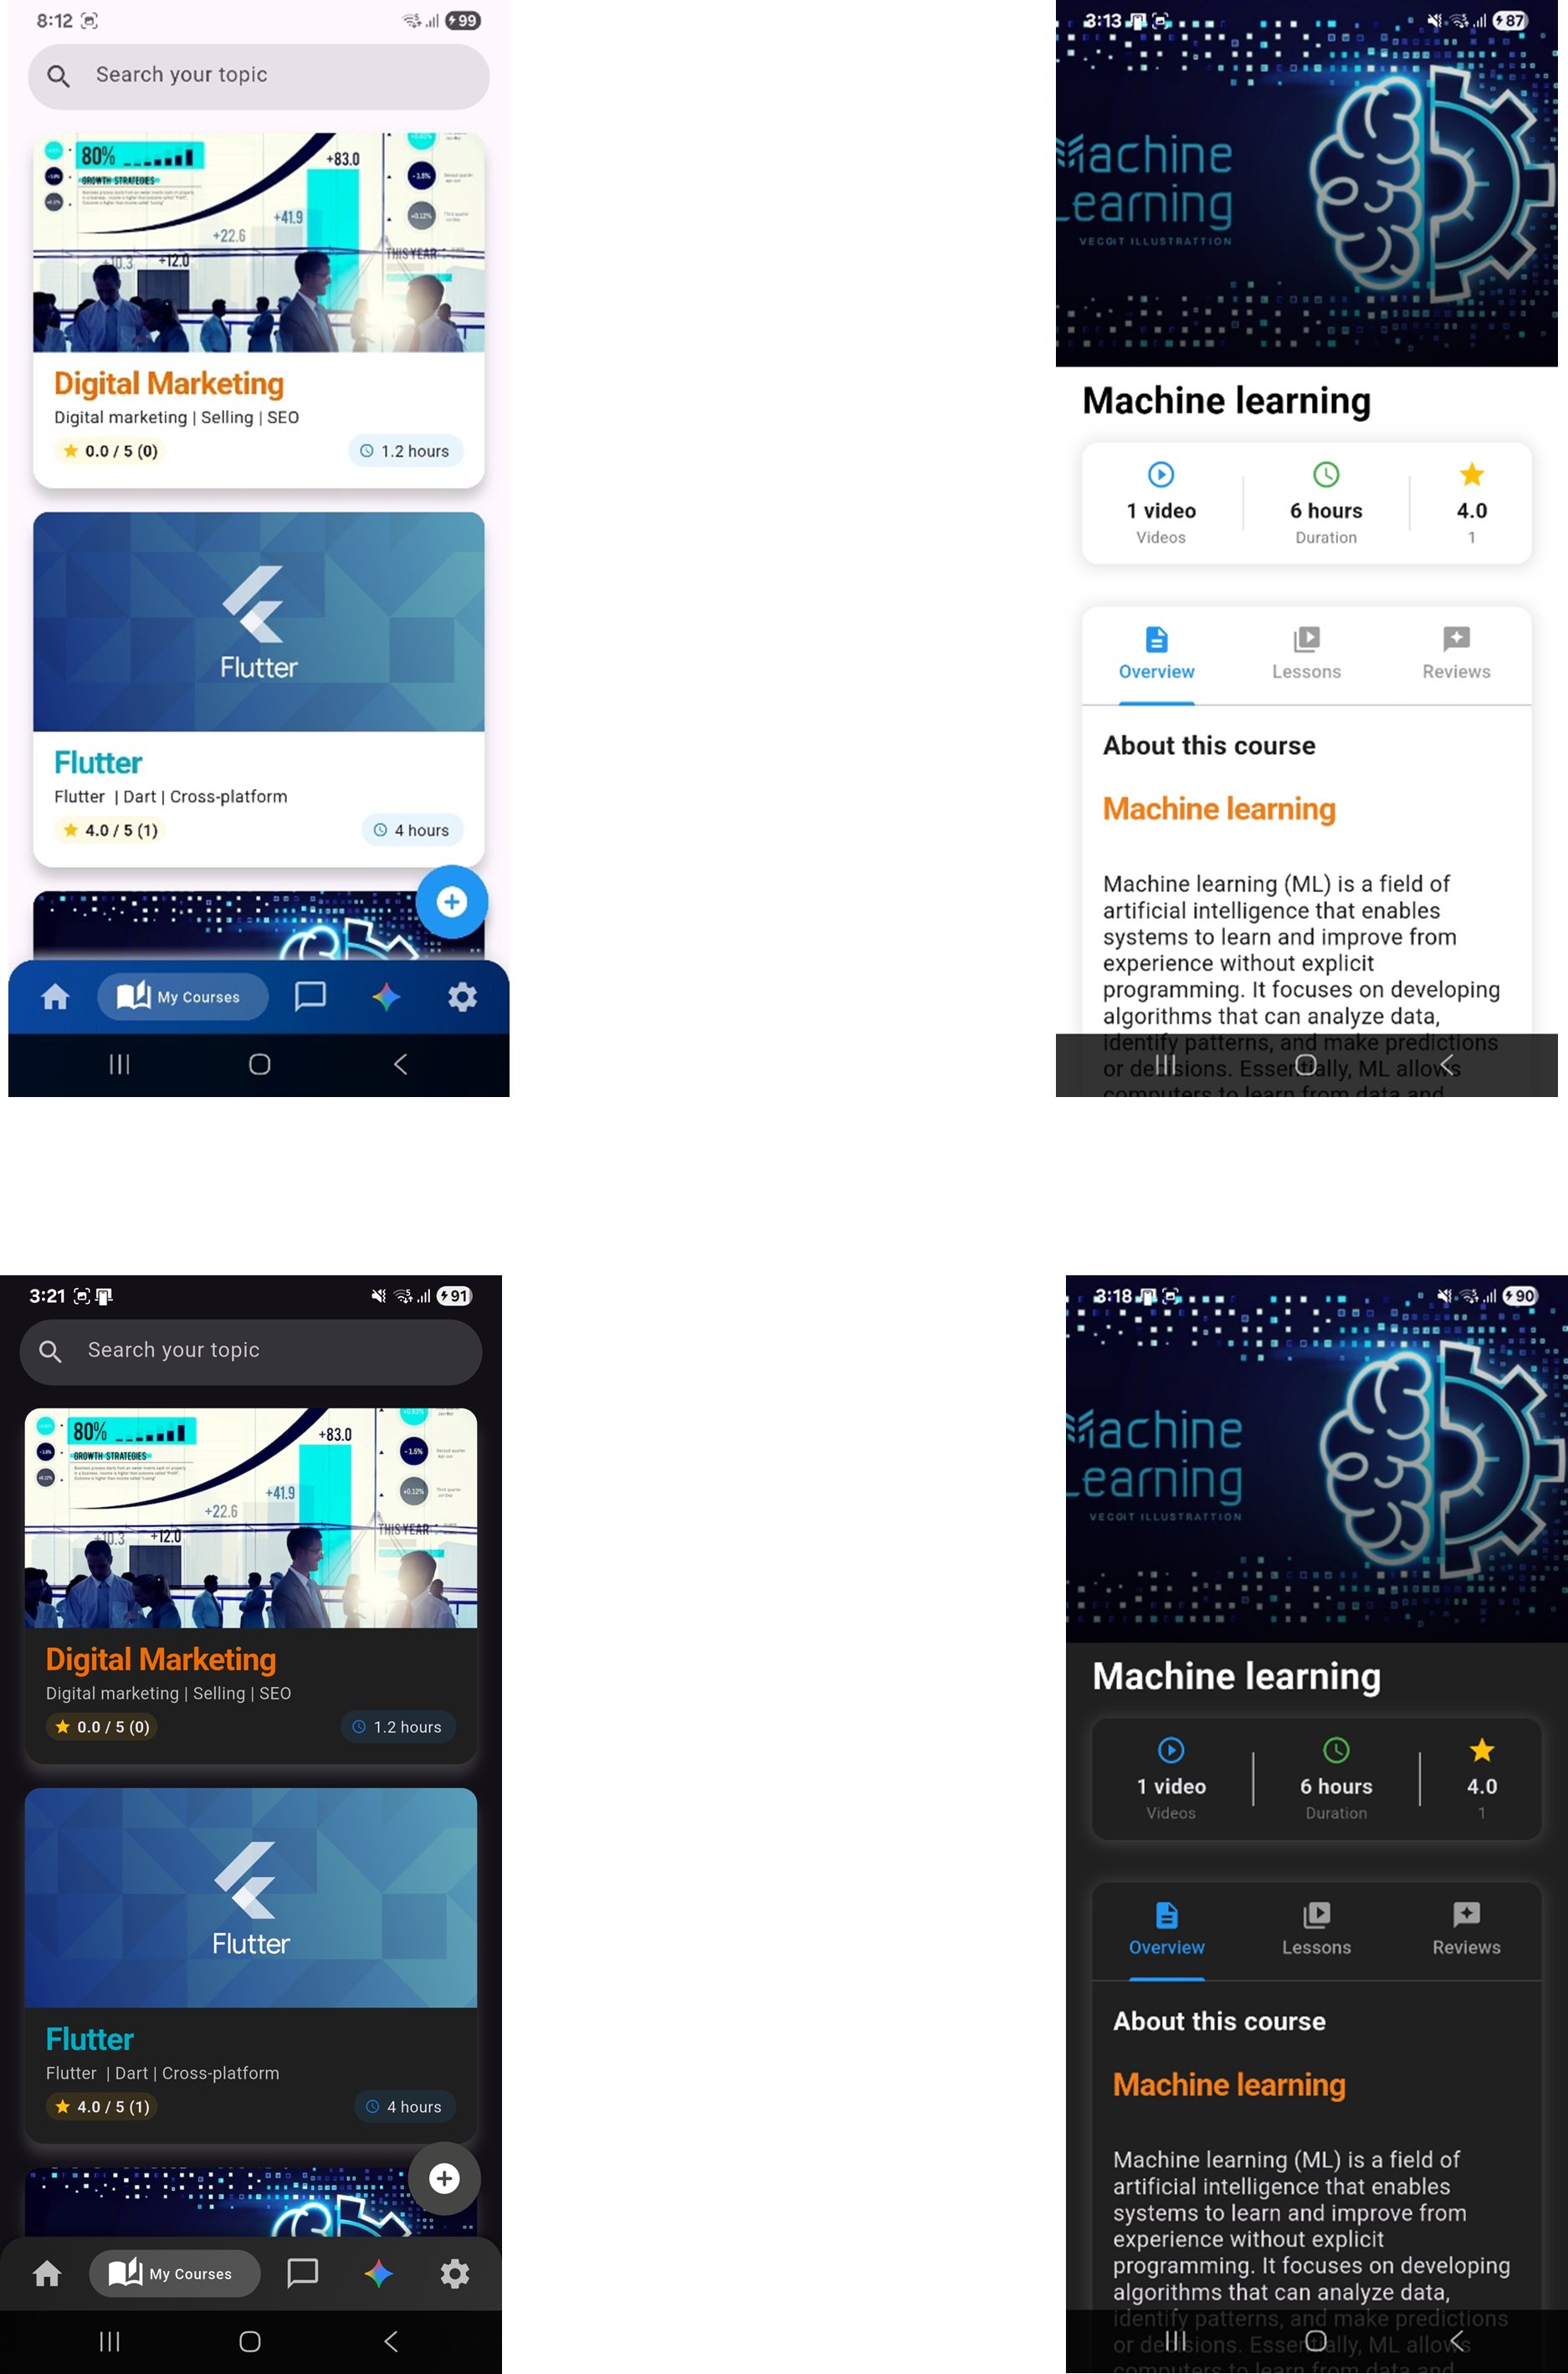 8:12
99
Search your topic
80%
GROWTH STRATEGIES
+83.0
- 1.5%
+0.12%
+41.9
+22.6
+10.3
+12.0
THIS YEAR
Digital Marketing
Digital marketing | Selling | SEO
0.0 / 5 (0)
1.2 hours
Flutter
Flutter
Flutter | Dart | Cross-platform
4.0 / 5 (1)
4 hours
My Courses
3:13
87
Machine
Learning
VECGIT ILLUSTRATTION
Machine learning
1 video
6 hours
4.0
Videos
Duration
1
Overview
Lessons
Reviews
About this course
Machine learning
Machine learning (ML) is a field of
artificial intelligence that enables
systems to learn and improve from
experience without explicit
programming. It focuses on developing
algorithms that can analyze data,
identify patterns, and make predictions
or decisions. Essentially, ML allows
computers to learn from data and
3:21
91
Search your topic
80%
GROWTH STRATEGIES
+83.0
- 1.5%
+0.12%
+41.9
+22.6
+10.3
+12.0
THIS YEAR
Digital Marketing
Digital marketing | Selling | SEO
0.0 / 5 (0)
1.2 hours
Flutter
Flutter
Flutter | Dart | Cross-platform
4.0 / 5 (1)
4 hours
My Courses
3:18
90
Machine
Learning
VECGIT ILLUSTRATTION
Machine learning
1 video
6 hours
4.0
Videos
Duration
1
Overview
Lessons
Reviews
About this course
Machine learning
Machine learning (ML) is a field of
artificial intelligence that enables
systems to learn and improve from
experience without explicit
programming. It focuses on developing
algorithms that can analyze data,
identify patterns, and make predictions
or decisions. Essentially, ML allows
computers to learn from data and